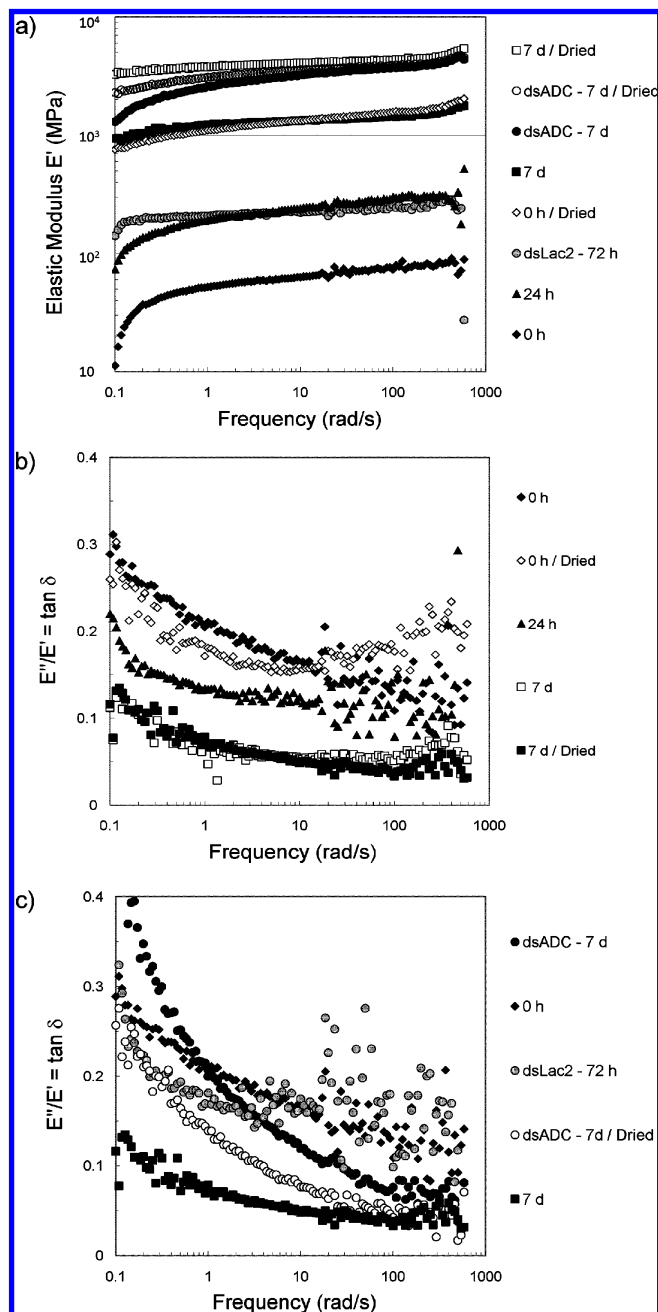 a)
10⁴
10³
10²
10
Elastic Modulus E' (MPa)
0.1 1 10 100 1000
Frequency (rad/s)
7 d / Dried
dsADC - 7 d / Dried
dsADC - 7 d
7 d
0 h / Dried
dsLac2 - 72 h
24 h
0 h
b)
0.4
0.3
0.2
0.1
0
E"/E' = tan δ
0.1 1 10 100 1000
Frequency (rad/s)
0 h
0 h / Dried
24 h
7 d
7 d / Dried
c)
0.4
0.3
0.2
0.1
0
E"/E' = tan δ
0.1 1 10 100 1000
Frequency (rad/s)
dsADC - 7 d
0 h
dsLac2 - 72 h
dsADC - 7d / Dried
7 d